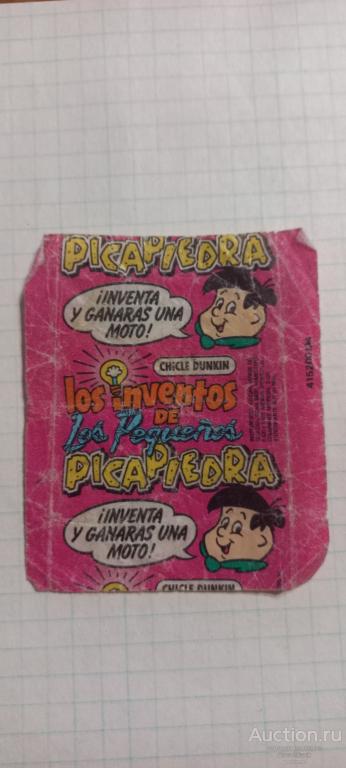 PICAPIEDRA
¡INVENTA
Y GANARAS UNA
MOTO!
CHICLE DUNKIN
los inventos
DE
Los Pequeños
PICAPIEDRA
¡INVENTA
Y GANARAS UNA
MOTO!
CHICLE DUNKIN
Auction.ru